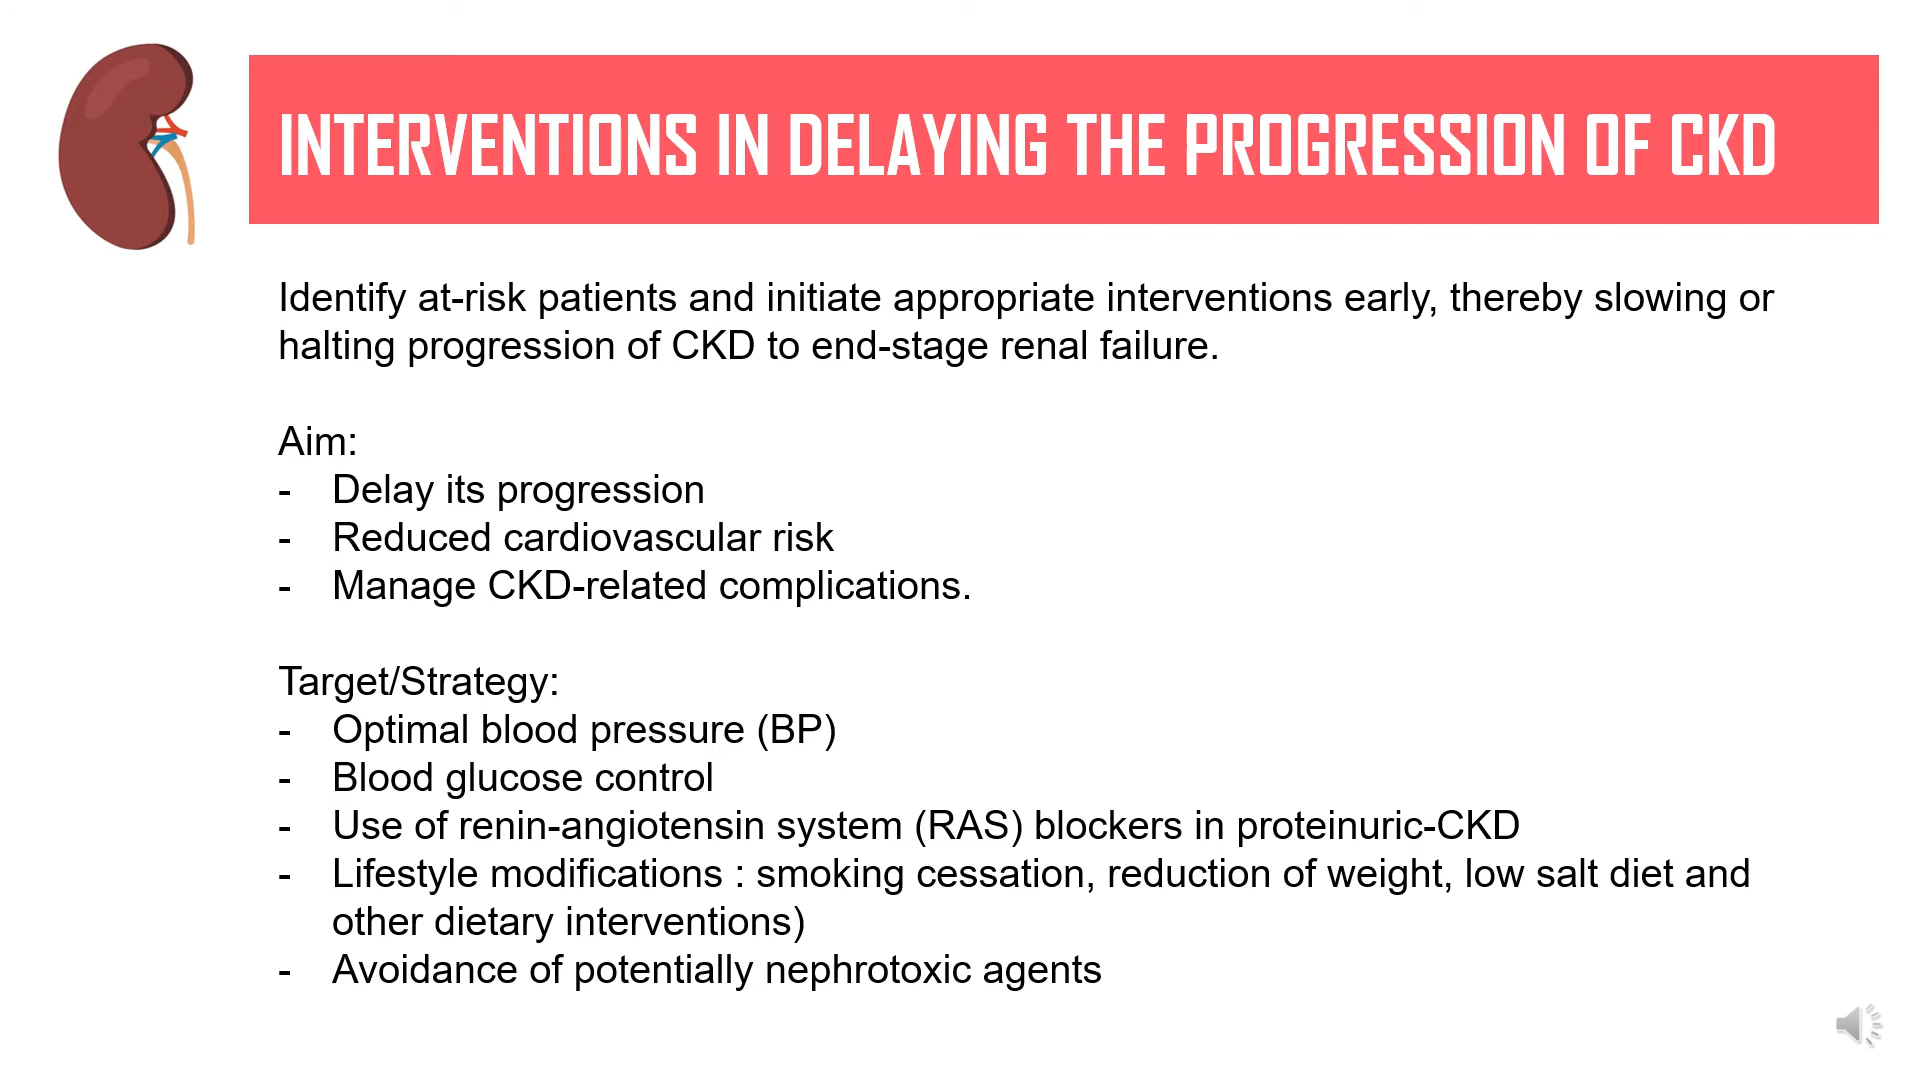 INTERVENTIONS IN DELAYING THE PROGRESSION OF CKD
Identify at-risk patients and initiate appropriate interventions early, thereby slowing or
halting progression of CKD to end-stage renal failure.
Aim:
- Delay its progression
- Reduced cardiovascular risk
- Manage CKD-related complications.
Target/Strategy:
- Optimal blood pressure (BP)
- Blood glucose control
- Use of renin-angiotensin system (RAS) blockers in proteinuric-CKD
- Lifestyle modifications : smoking cessation, reduction of weight, low salt diet and
other dietary interventions)
- Avoidance of potentially nephrotoxic agents